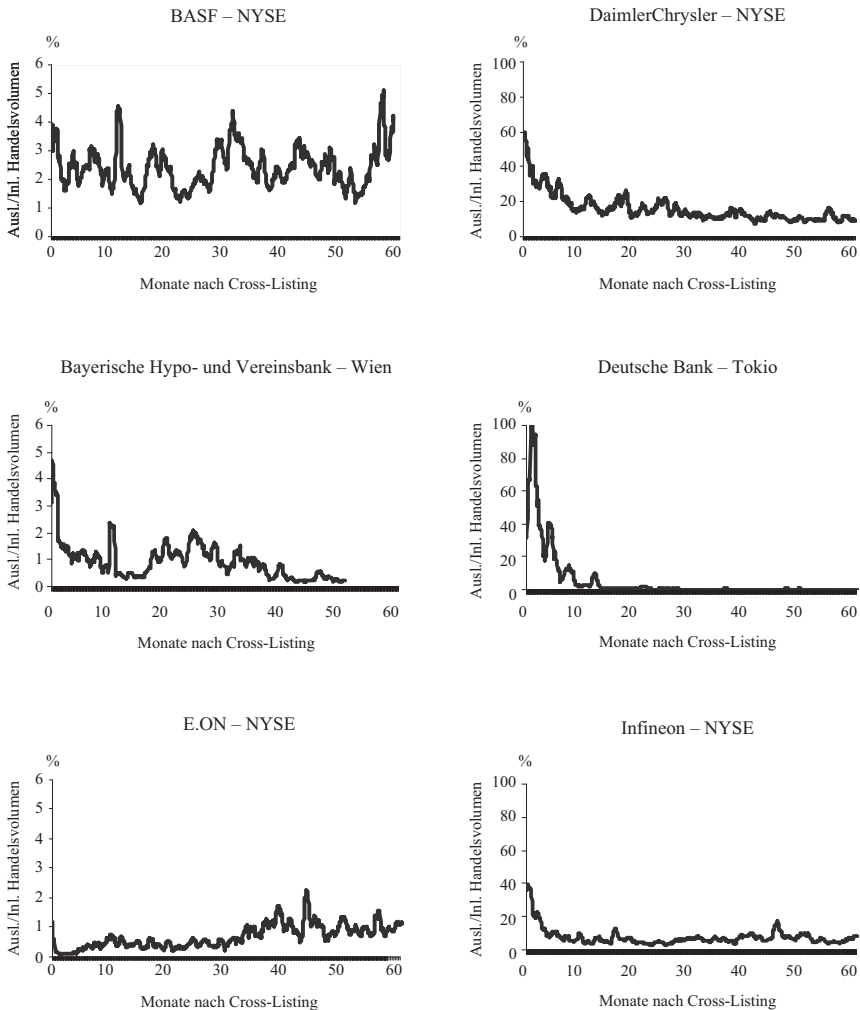 BASF – NYSE
%
Ausl./Inl. Handelsvolumen
6
5
4
3
2
1
0
0 10 20 30 40 50 60
Monate nach Cross-Listing
DaimlerChrysler – NYSE
%
Ausl./Inl. Handelsvolumen
100
80
60
40
20
0
0 10 20 30 40 50 60
Monate nach Cross-Listing
Bayerische Hypo- und Vereinsbank – Wien
%
Ausl./Inl. Handelsvolumen
6
5
4
3
2
1
0
0 10 20 30 40 50 60
Monate nach Cross-Listing
Deutsche Bank – Tokio
%
Ausl./Inl. Handelsvolumen
100
80
60
40
20
0
0 10 20 30 40 50 60
Monate nach Cross-Listing
E.ON – NYSE
%
Ausl./Inl. Handelsvolumen
6
5
4
3
2
1
0
0 10 20 30 40 50 60
Monate nach Cross-Listing
Infineon – NYSE
%
Ausl./Inl. Handelsvolumen
100
80
60
40
20
0
0 10 20 30 40 50 60
Monate nach Cross-Listing